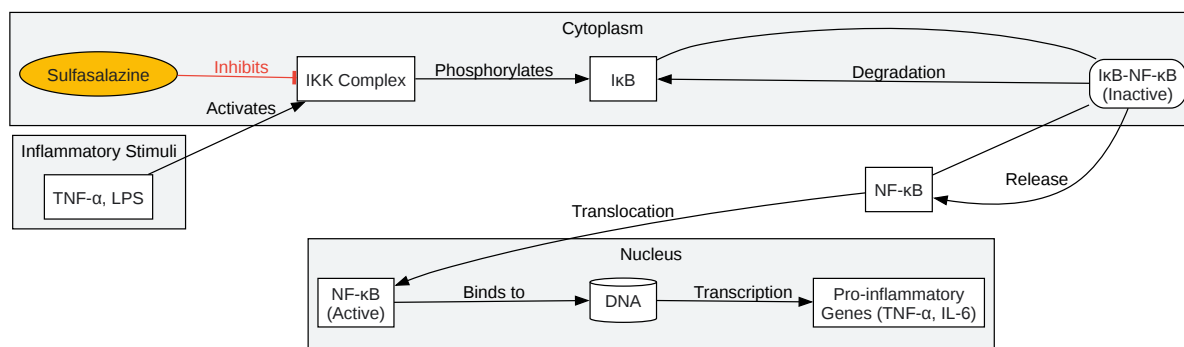 Cytoplasm
Sulfasalazine
Inhibits
IKK Complex
Phosphorylates
IκB
Degradation
IκB-NF-κB
(Inactive)
Activates
Inflammatory Stimuli
TNF-α, LPS
NF-κB
Release
Translocation
Nucleus
NF-κB
(Active)
Binds to
DNA
Transcription
Pro-inflammatory
Genes (TNF-α, IL-6)